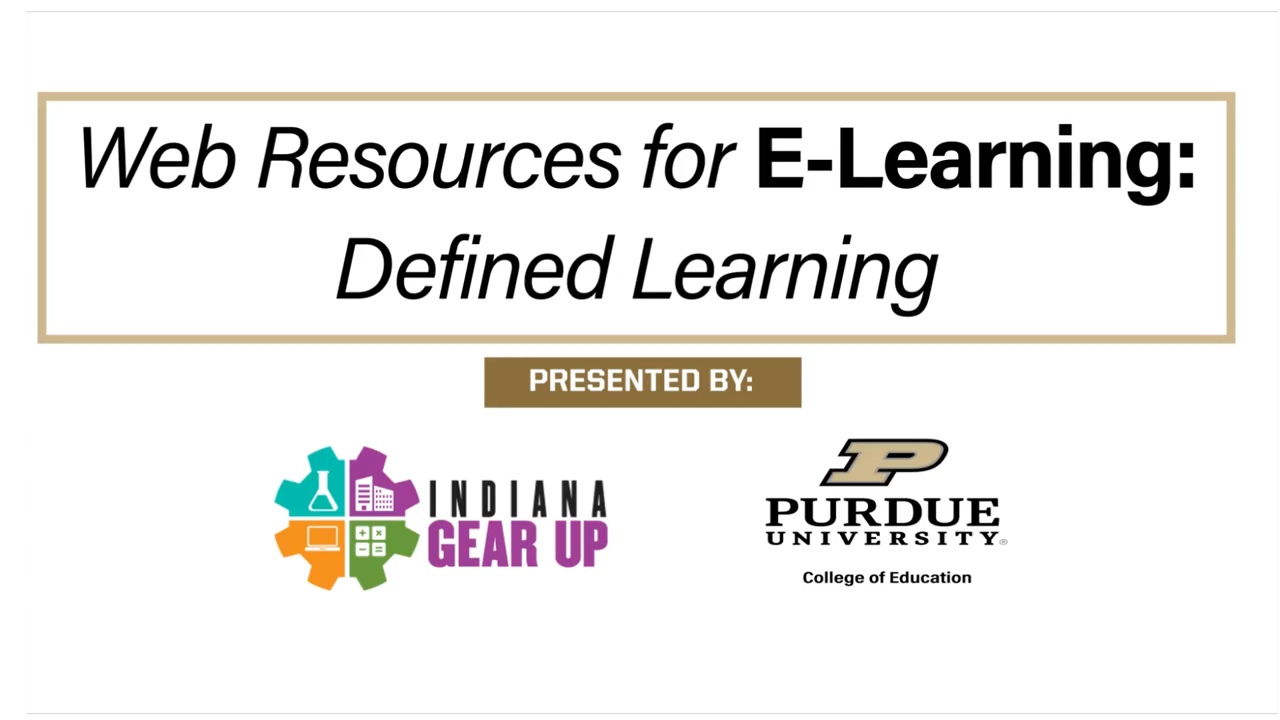 Web Resources for E-Learning:
Defined Learning
PRESENTED BY:
INDIANA
GEAR UP
P
PURDUE
UNIVERSITY®
College of Education